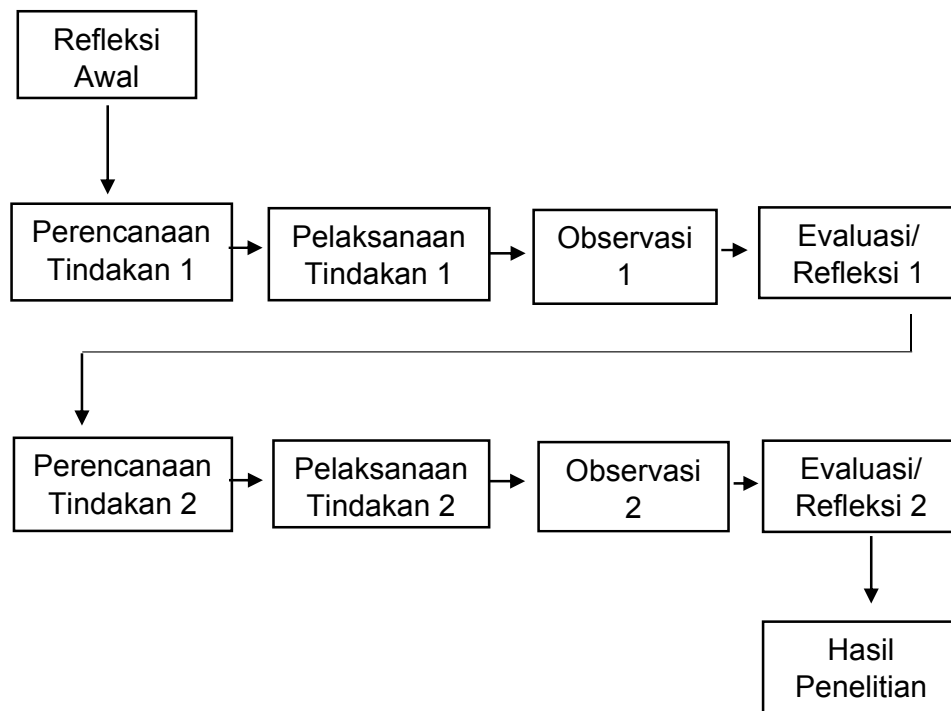 Refleksi
Awal
Perencanaan
Tindakan 1
Pelaksanaan
Tindakan 1
Observasi
1
Evaluasi/
Refleksi 1
Perencanaan
Tindakan 2
Pelaksanaan
Tindakan 2
Observasi
2
Evaluasi/
Refleksi 2
Hasil
Penelitian